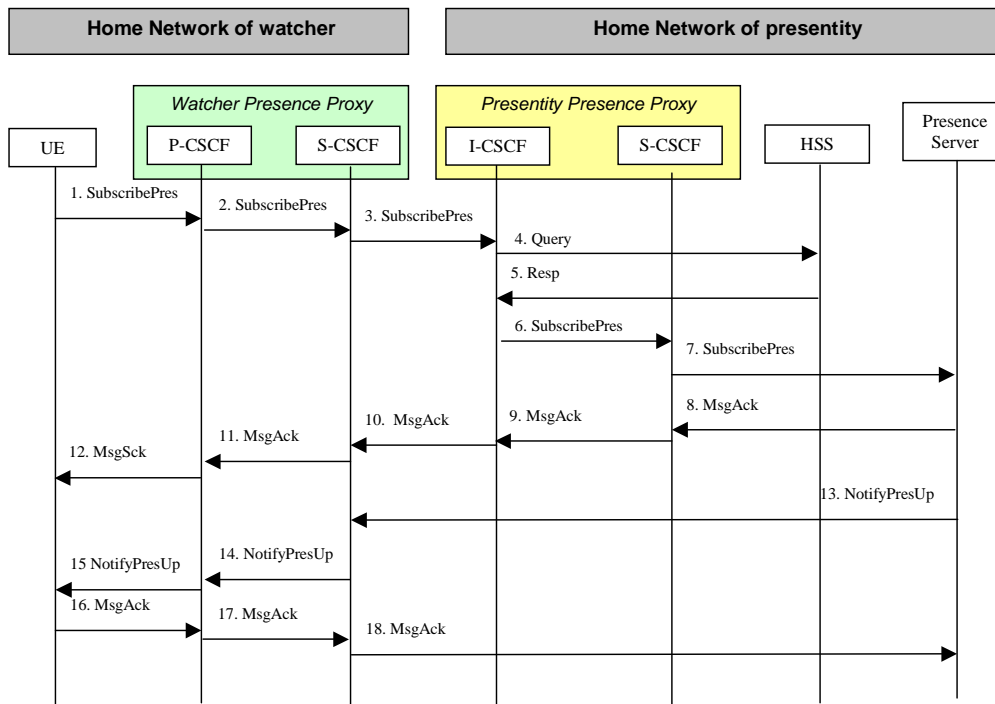 Home Network of watcher
Home Network of presentity
Watcher Presence Proxy
Presentity Presence Proxy
UE
P-CSCF
S-CSCF
I-CSCF
S-CSCF
HSS
Presence
Server
1. SubscribePres
2. SubscribePres
3. SubscribePres
4. Query
5. Resp
6. SubscribePres
7. SubscribePres
8. MsgAck
9. MsgAck
10. MsgAck
11. MsgAck
12. MsgSck
13. NotifyPresUp
14. NotifyPresUp
15 NotifyPresUp
16. MsgAck
17. MsgAck
18. MsgAck